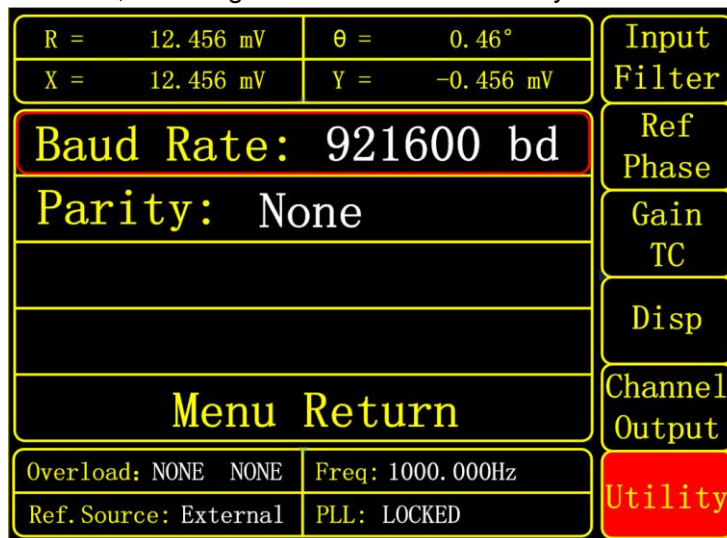 R = 12.456 mV θ = 0.46°
X = 12.456 mV Y = -0.456 mV
Baud Rate: 921600 bd
Parity: None
Menu Return
Overload: NONE NONE Freq: 1000.000Hz
Ref.Source: External PLL: LOCKED
Input
Filter
Ref
Phase
Gain
TC
Disp
Channel
Output
Utility